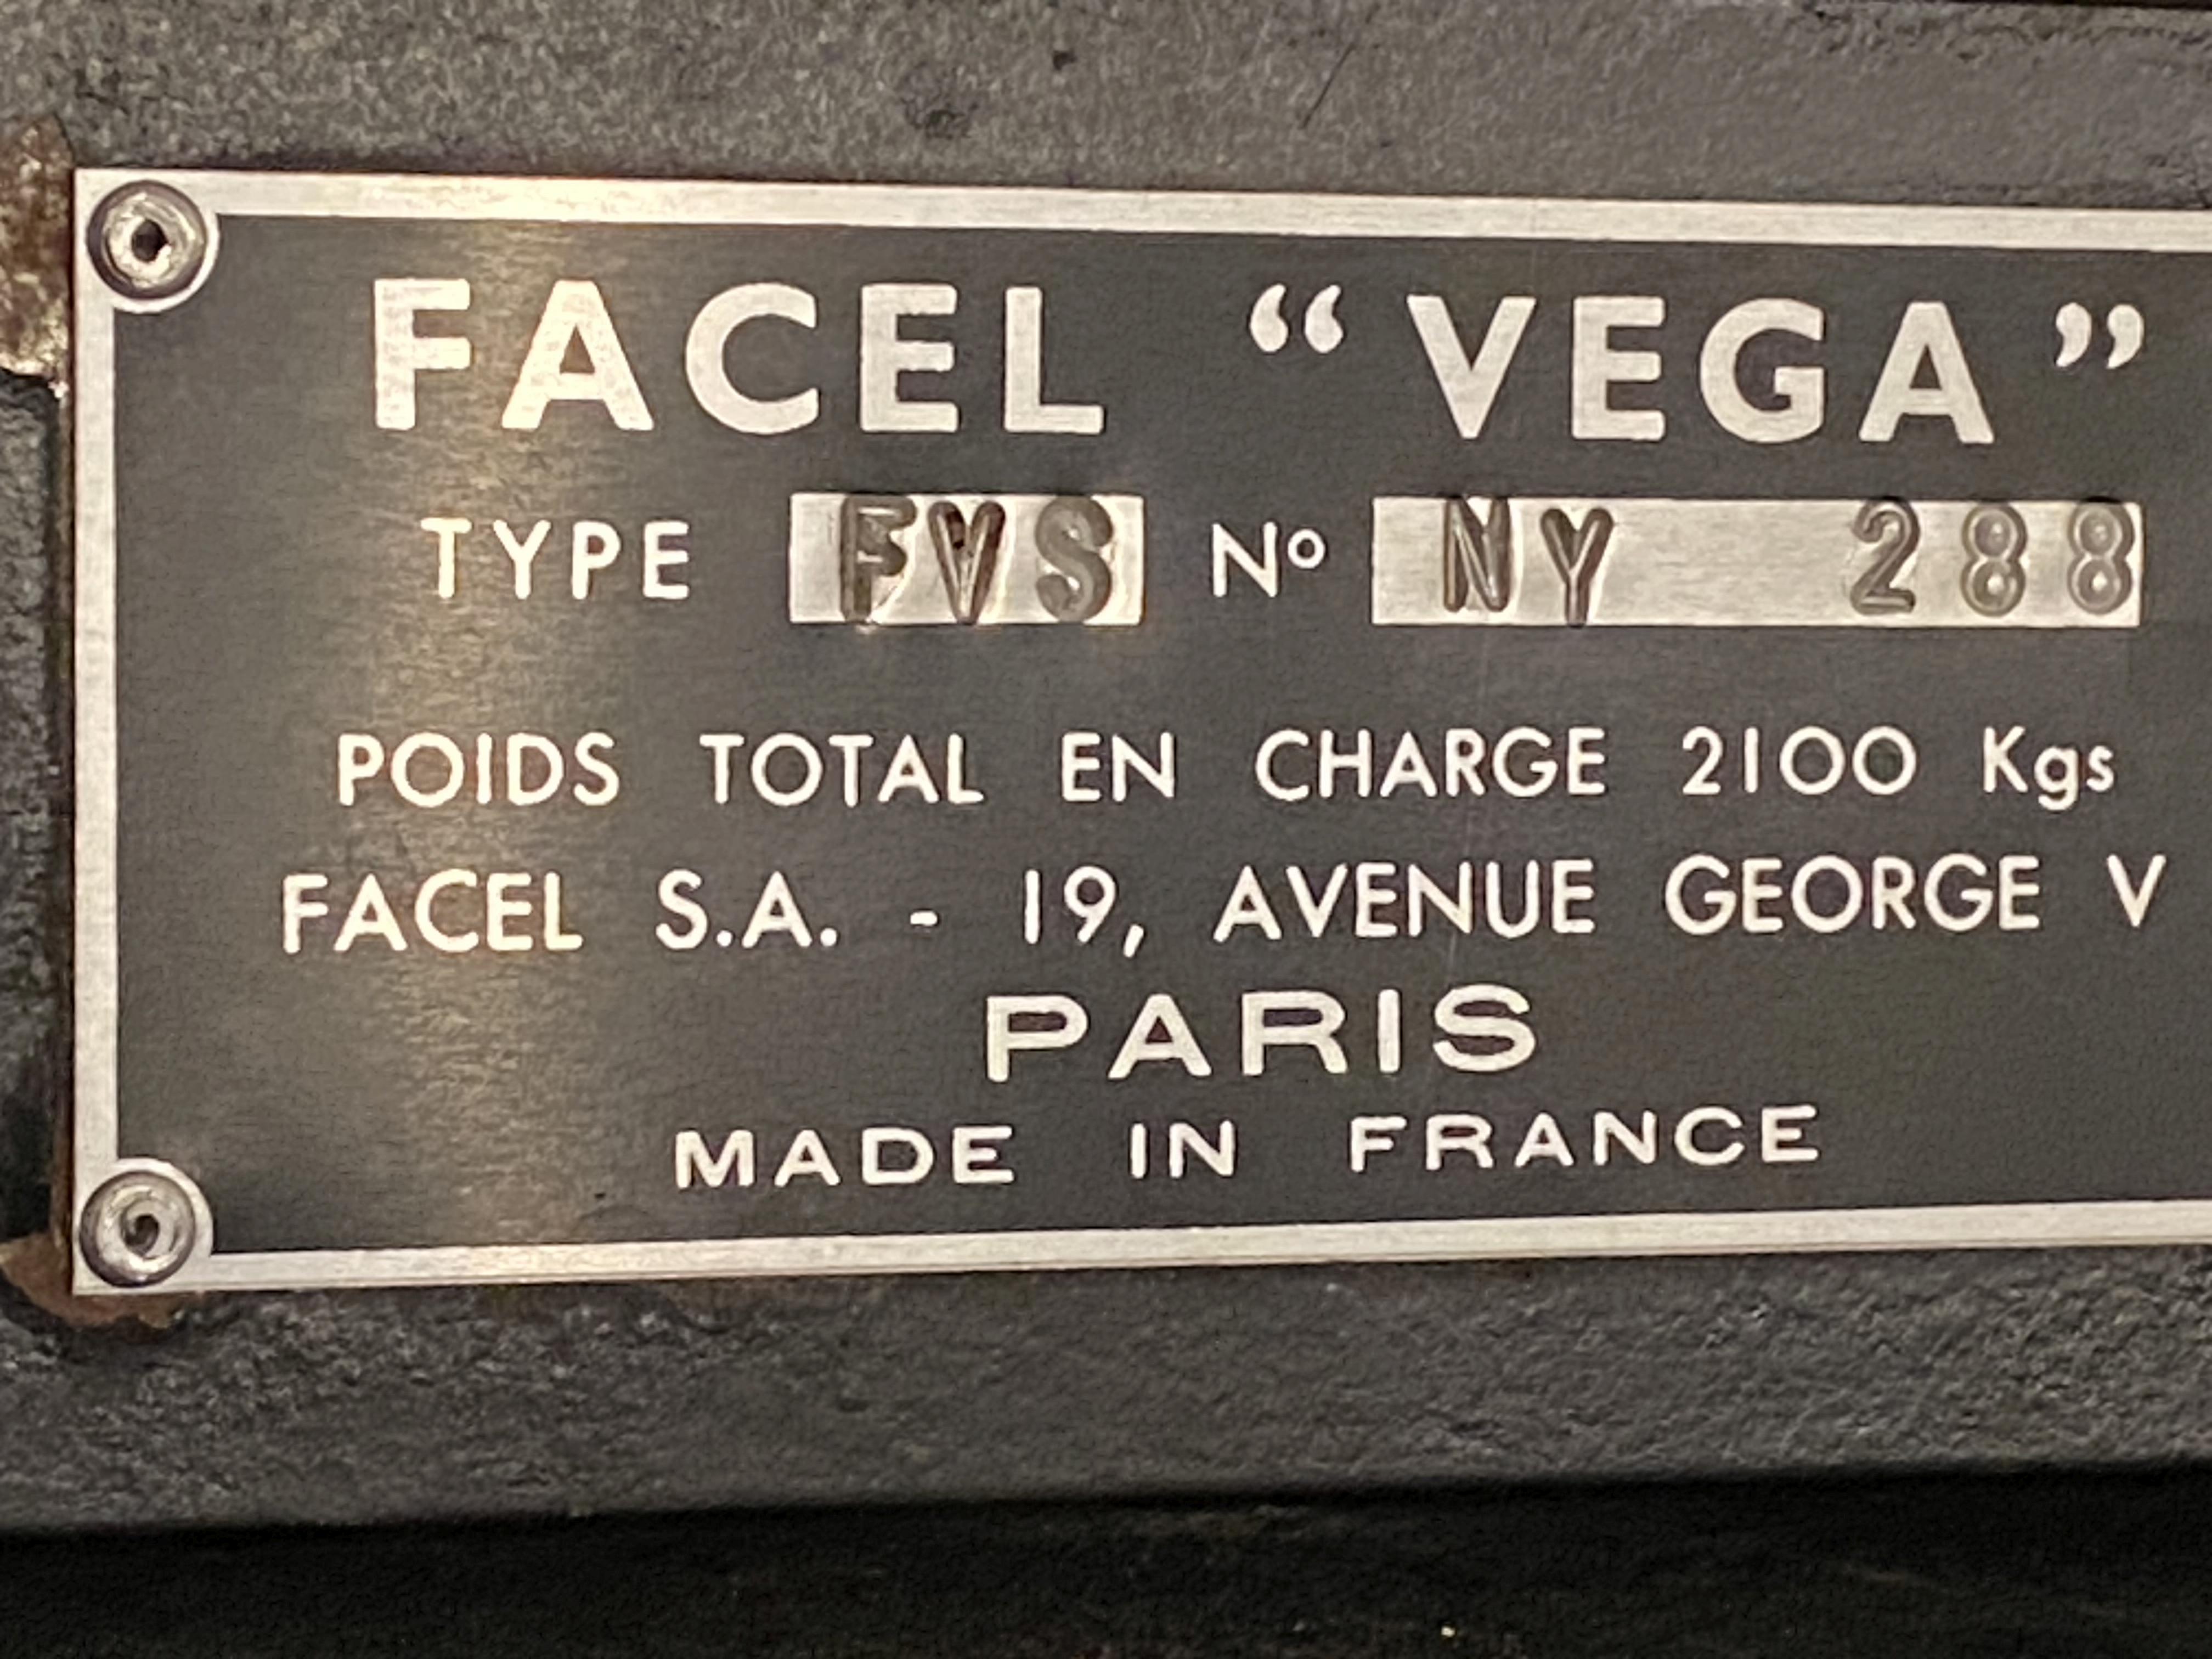 FACEL “VEGA”
TYPE FVS Nº NY 288
POIDS TOTAL EN CHARGE 2100 Kgs
FACEL S.A. - 19, AVENUE GEORGE V
PARIS
MADE IN FRANCE